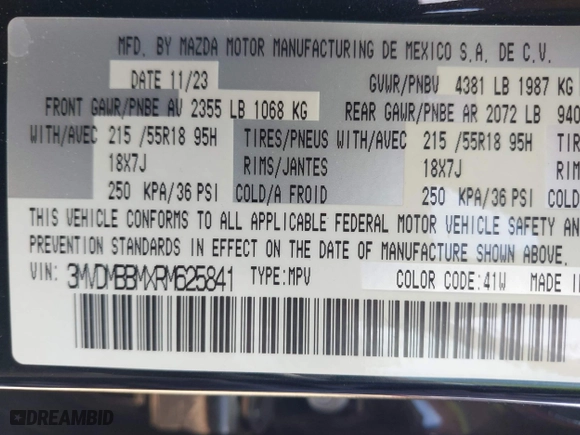 MFD. BY MAZDA MOTOR MANUFACTURING DE MEXICO S.A. DE C.V.
DATE 11/23 GVWR/PNBV 4381 LB 1987 KG
FRONT GAWR/PNBE AV 2355 LB 1068 KG REAR GAWR/PNBE AR 2072 LB 940
WITH/AVEC 215 /55R18 95H TIRES/PNEUS WITH/AVEC 215 /55R18 95H TIRE
18X7J RIMS/JANTES 18X7J RIMS
250 KPA/36 PSI COLD/A FROID 250 KPA/36 PSI COLD
THIS VEHICLE CONFORMS TO ALL APPLICABLE FEDERAL MOTOR VEHICLE SAFETY AN
PREVENTION STANDARDS IN EFFECT ON THE DATE OF MANUFACTURE SHOWN ABOVE.
VIN: 3MVDMBBMXRM625841 TYPE:MPV COLOR CODE:41W MADE I
DREAMBID